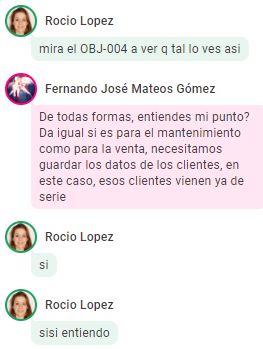 Rocio Lopez
mira el OBJ-004 a ver q tal lo ves asi
Fernando José Mateos Gómez
De todas formas, entiendes mi punto?
Da igual si es para el mantenimiento
como para la venta, necesitamos
guardar los datos de los clientes, en
este caso, esos clientes vienen ya de
serie
Rocio Lopez
si
Rocio Lopez
sisi entiendo